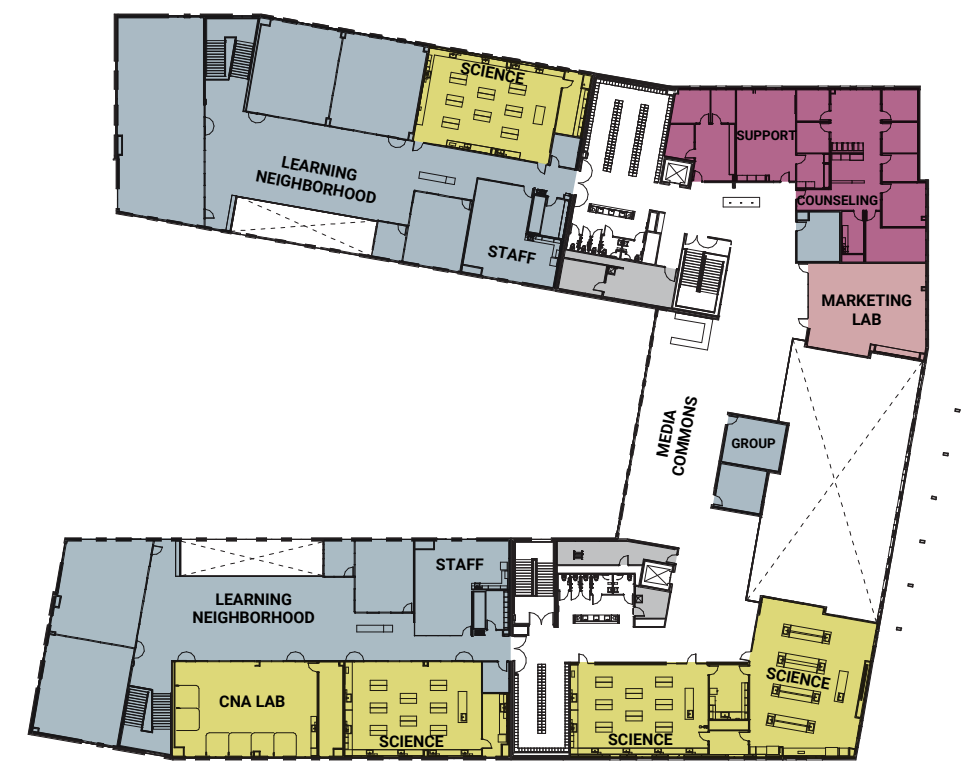 SCIENCE
SUPPORT
LEARNING
NEIGHBORHOOD
COUNSELING
STAFF
MARKETING
LAB
MEDIA
COMMONS
GROUP
STAFF
LEARNING
NEIGHBORHOOD
SCIENCE
CNA LAB
SCIENCE
SCIENCE